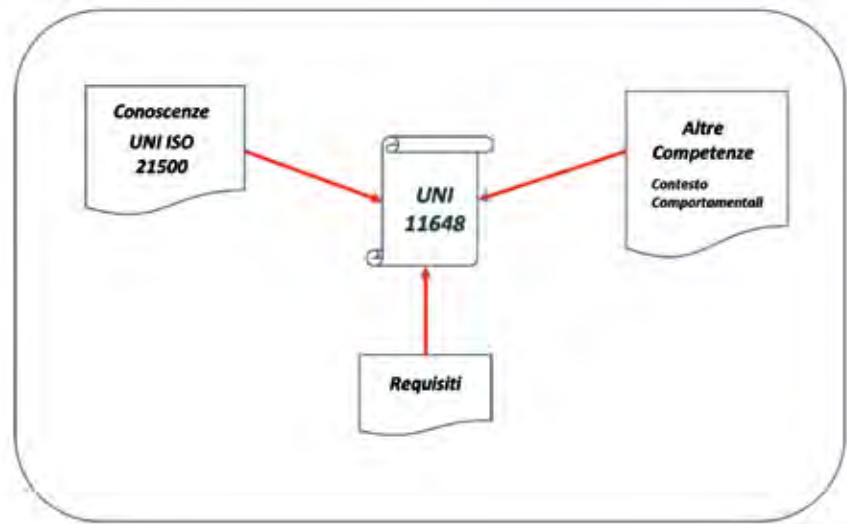 Conoscenze
UNI ISO
21500
UNI
11648
Altre
Competenze
Contesto
Comportamentali
Requisiti